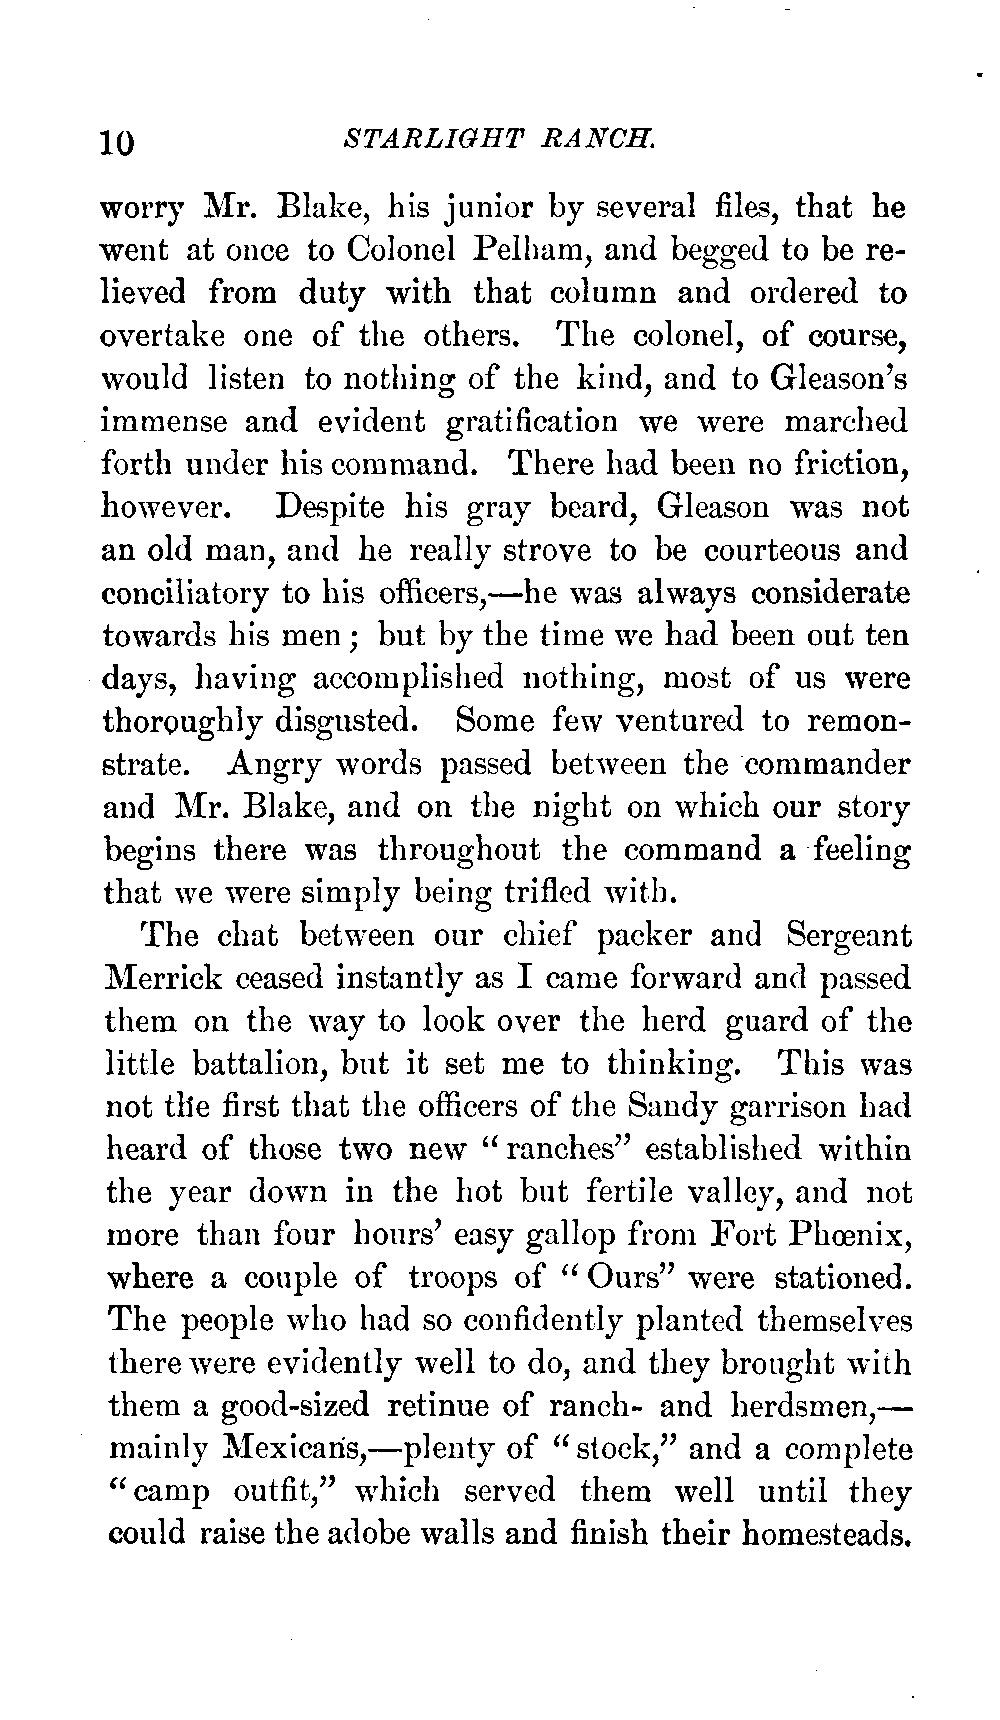 10 STARLIGHT RANCH.
worry Mr. Blake, his junior by several files, that he
went at once to Colonel Pelham, and begged to be re-
lieved from duty with that column and ordered to
overtake one of the others. The colonel, of course,
would listen to nothing of the kind, and to Gleason's
immense and evident gratification we were marched
forth under his command. There had been no friction,
however. Despite his gray beard, Gleason was not
an old man, and he really strove to be courteous and
conciliatory to his officers,—he was always considerate
towards his men; but by the time we had been out ten
days, having accomplished nothing, most of us were
thoroughly disgusted. Some few ventured to remon-
strate. Angry words passed between the commander
and Mr. Blake, and on the night on which our story
begins there was throughout the command a feeling
that we were simply being trifled with.
The chat between our chief packer and Sergeant
Merrick ceased instantly as I came forward and passed
them on the way to look over the herd guard of the
little battalion, but it set me to thinking. This was
not the first that the officers of the Sandy garrison had
heard of those two new “ranches” established within
the year down in the hot but fertile valley, and not
more than four hours' easy gallop from Fort Phœnix,
where a couple of troops of “Ours” were stationed.
The people who had so confidently planted themselves
there were evidently well to do, and they brought with
them a good-sized retinue of ranch- and herdsmen,—
mainly Mexicans,—plenty of “stock,” and a complete
“camp outfit,” which served them well until they
could raise the adobe walls and finish their homesteads.